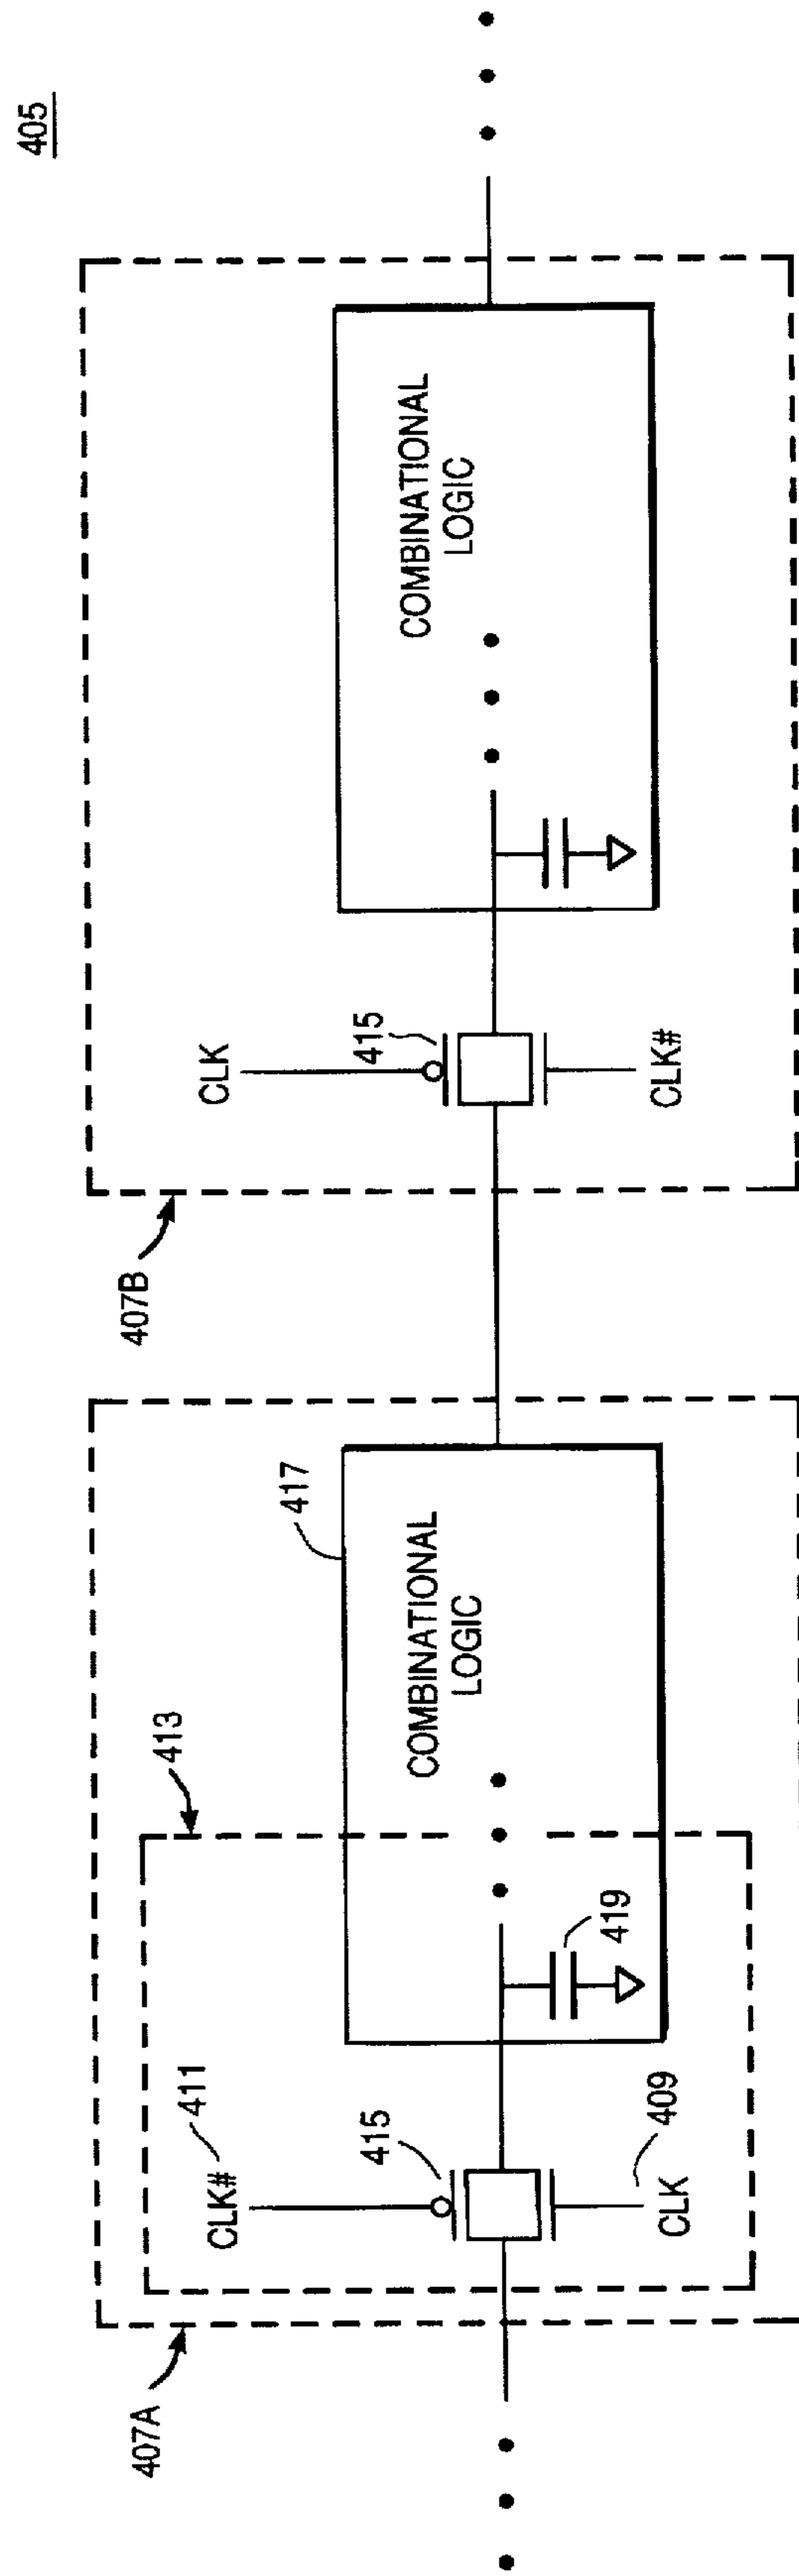 405
407A
CLK# 411
413
415
417
COMBINATIONAL
LOGIC
419
CLK
409
407B
CLK
415
COMBINATIONAL
LOGIC
CLK#